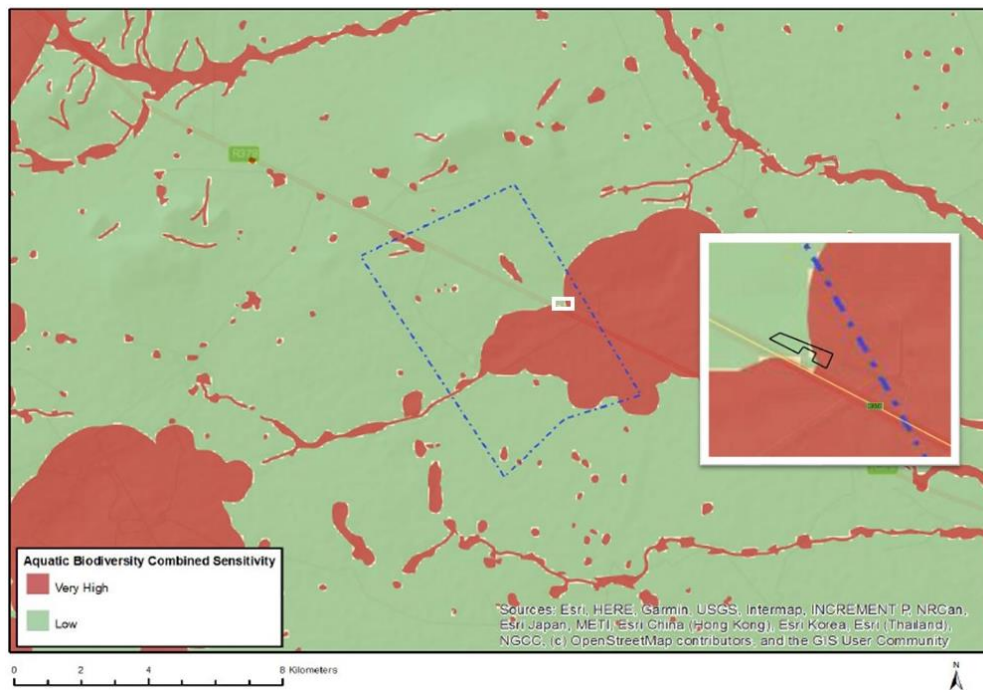 R379
Aquatic Biodiversity Combined Sensitivity
Very High
Low
Sources: Esri, HERE, Garmin, USGS, Intermap, INCREMENT P, NRCan,
Esri Japan, METI, Esri China (Hong Kong), Esri Korea, Esri (Thailand),
NGCC, (c) OpenStreetMap contributors, and the GIS User Community
0 2 4 8 Kilometers
N